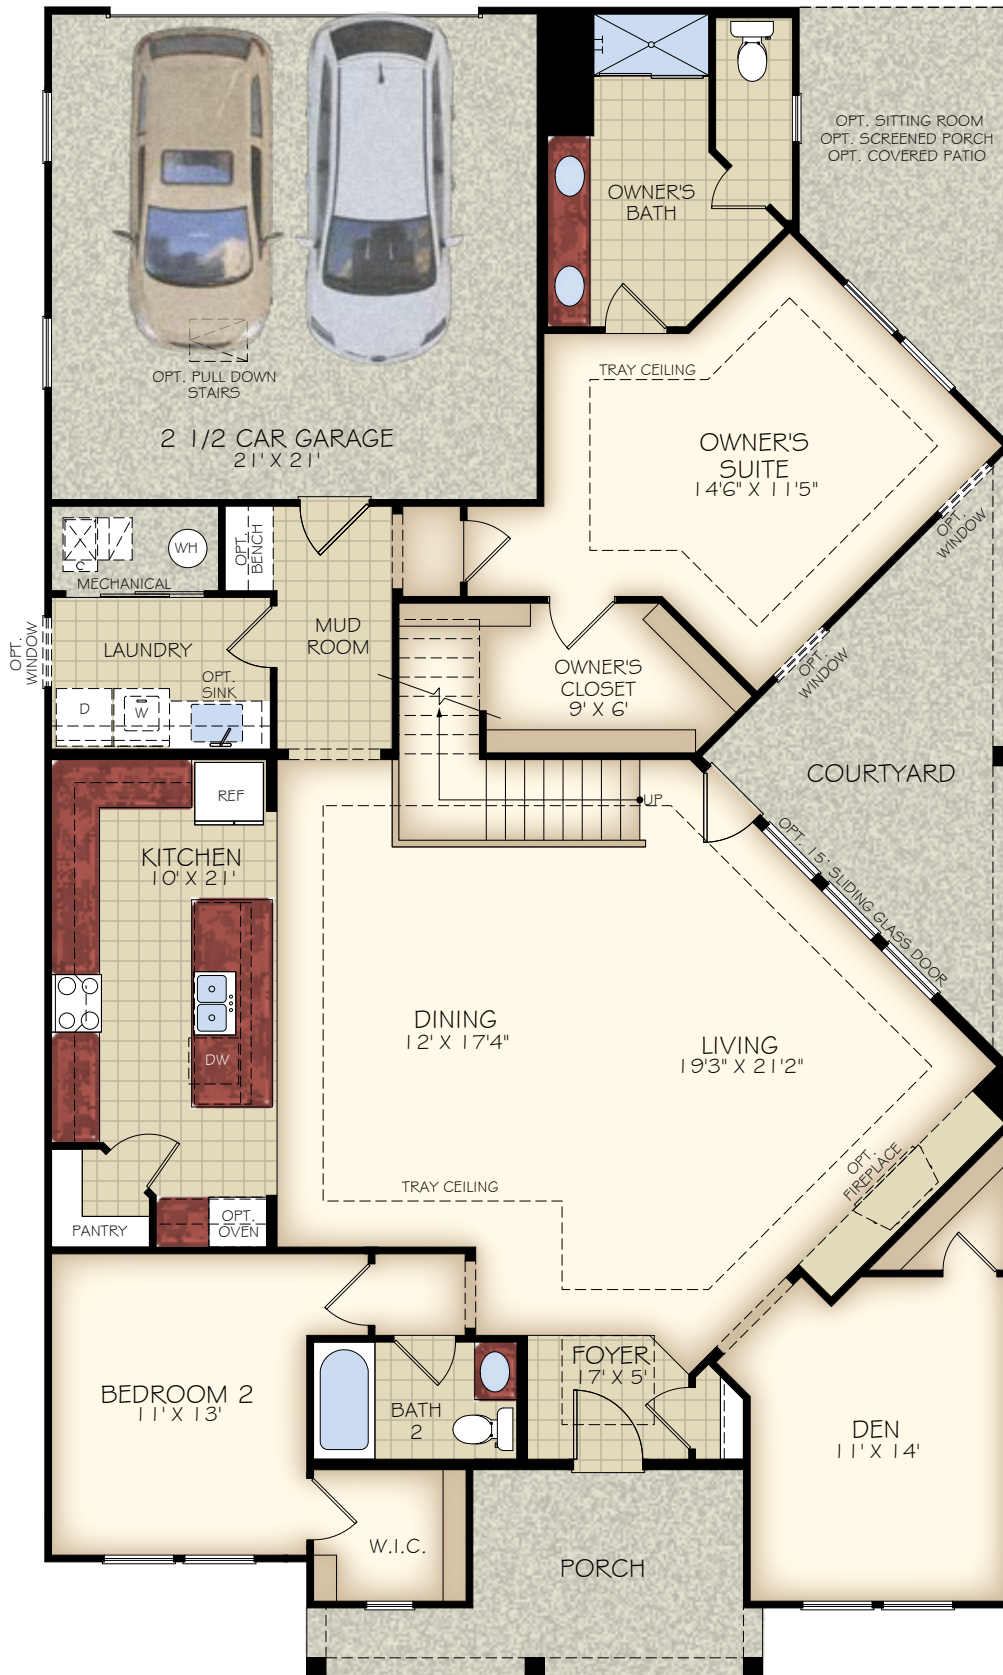 OPT. SITTING ROOM
OPT. SCREENED PORCH
OPT. COVERED PATIO
OWNER'S
BATH
OPT. PULL DOWN
STAIRS
TRAY CEILING
2 1/2 CAR GARAGE
21' X 21'
OWNER'S
SUITE
14'6" X 11'5"
OPT.
WINDOW
OPT.
BENCH
WH
C
MECHANICAL
MUD
ROOM
LAUNDRY
OPT.
WINDOW
OPT.
SINK
D
W
OWNER'S
CLOSET
9' X 6'
OPT.
WINDOW
COURTYARD
REF
UP
OPT. 15' SLIDING GLASS DOOR
KITCHEN
10' X 21'
DINING
12' X 17'4"
LIVING
19'3" X 21'2"
DW
OPT.
FIREPLACE
TRAY CEILING
PANTRY
OPT.
OVEN
FOYER
17' X 5'
BEDROOM 2
11' X 13'
BATH
2
DEN
11' X 14'
W.I.C.
PORCH